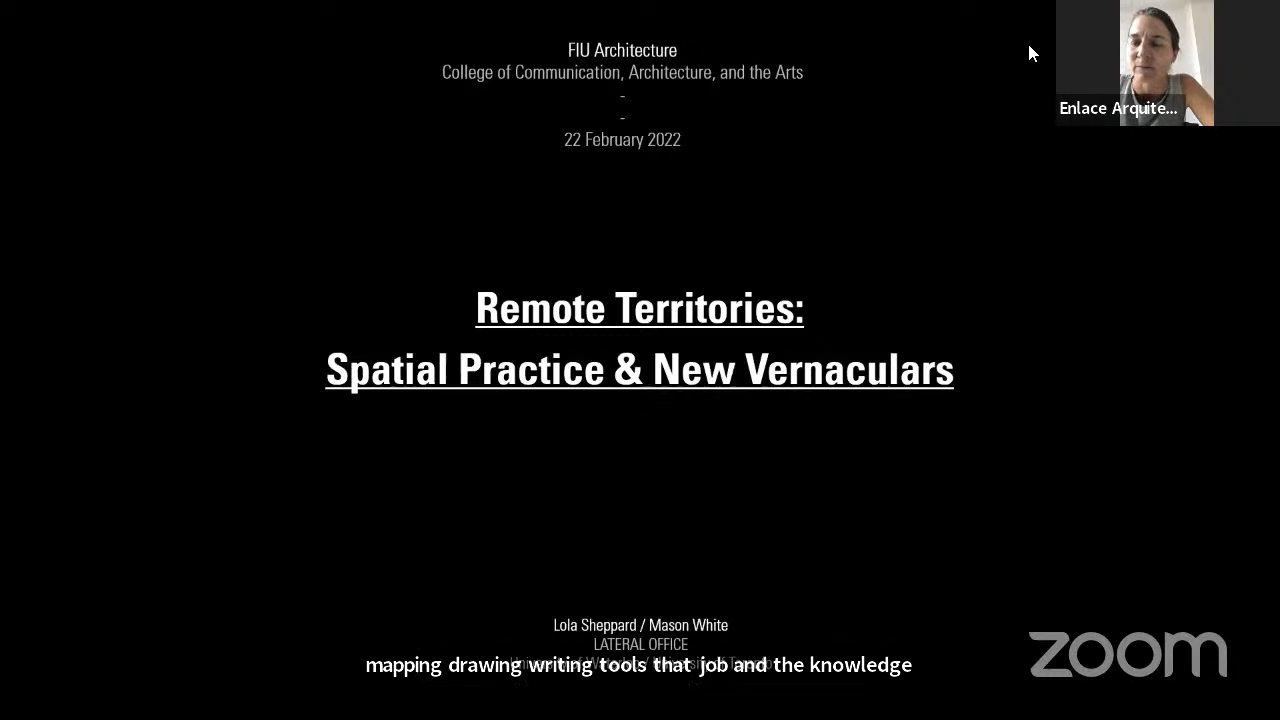 FIU Architecture
College of Communication, Architecture, and the Arts
-
-
22 February 2022
Enlace Arquite...
Remote Territories:
Spatial Practice & New Vernaculars
Lola Sheppard / Mason White
LATERAL OFFICE
mapping drawing writing tools that job and the knowledge
zoom